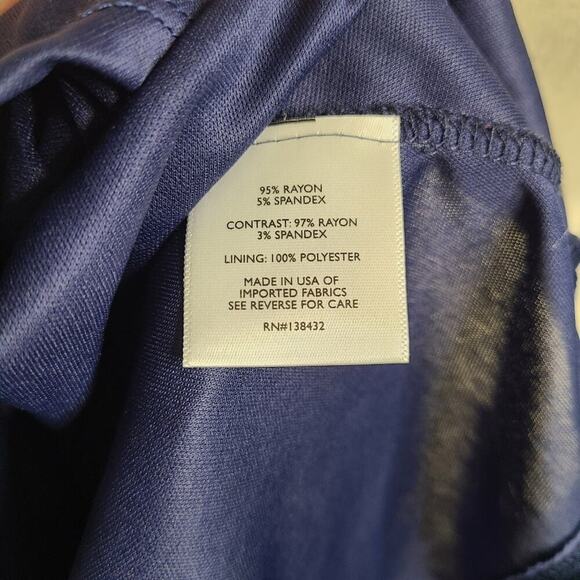 95% RAYON
5% SPANDEX
CONTRAST: 97% RAYON
3% SPANDEX
LINING: 100% POLYESTER
MADE IN USA OF
IMPORTED FABRICS
SEE REVERSE FOR CARE
RN#138432